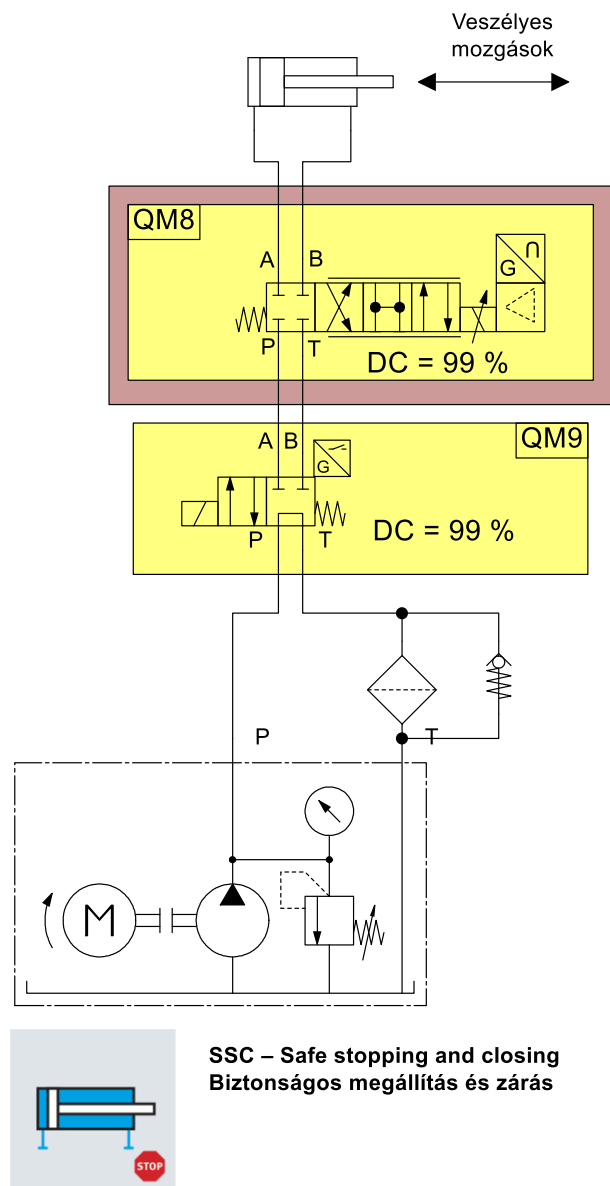 Veszélyes
mozgások
QM8
A B
G
P T
DC = 99 %
A B
QM9
G
P T
DC = 99 %
P
T
M
STOP
SSC – Safe stopping and closing
Biztonságos megállítás és zárás